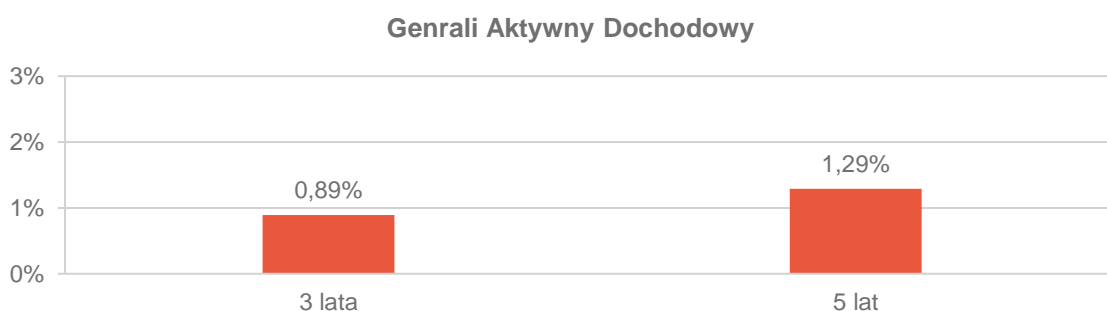 Genrali Aktywny Dochodowy
3%
2%
1%
0%
0,89%
1,29%
3 lata
5 lat